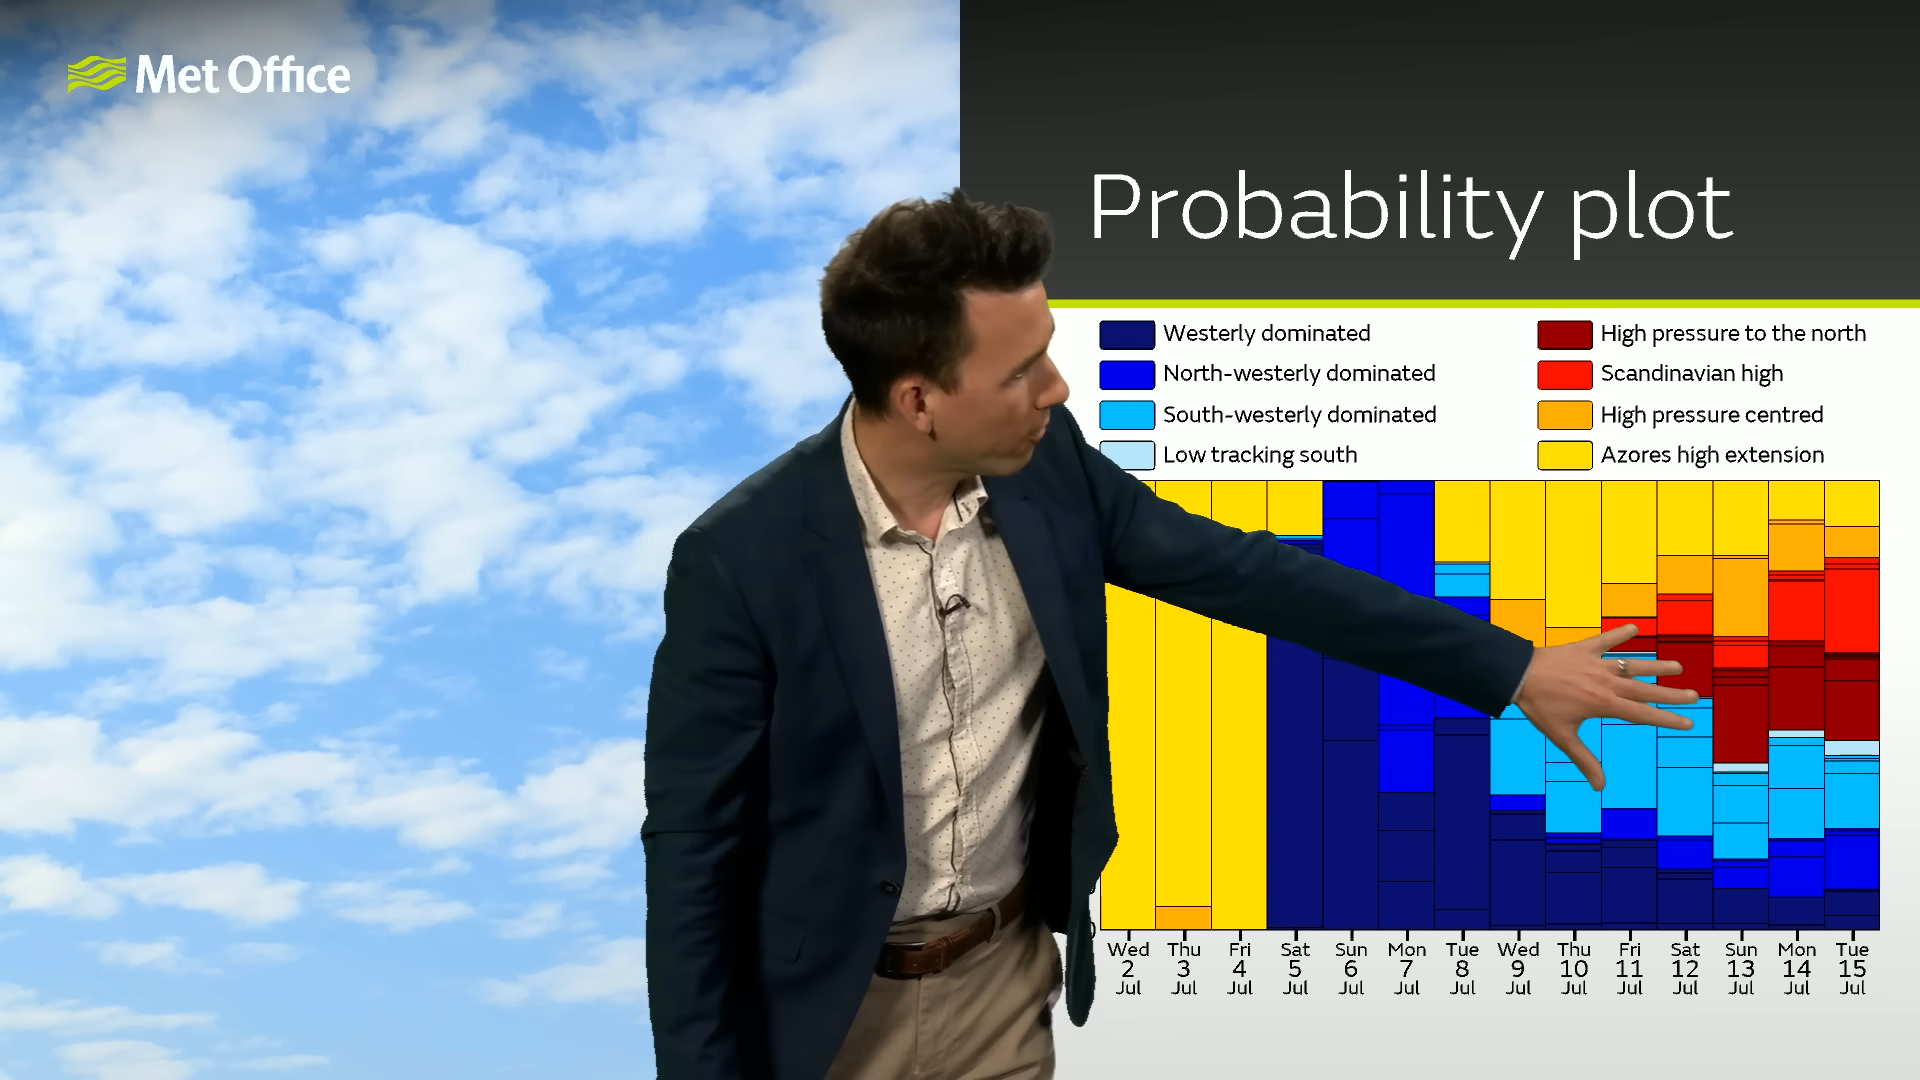 Met Office
Probability plot
Westerly dominated
North-westerly dominated
South-westerly dominated
Low tracking south
High pressure to the north
Scandinavian high
High pressure centred
Azores high extension
Wed Thu Fri Sat Sun Mon Tue Wed Thu Fri Sat Sun Mon Tue
2 3 4 5 6 7 8 9 10 11 12 13 14 15
Jul Jul Jul Jul Jul Jul Jul Jul Jul Jul Jul Jul Jul Jul